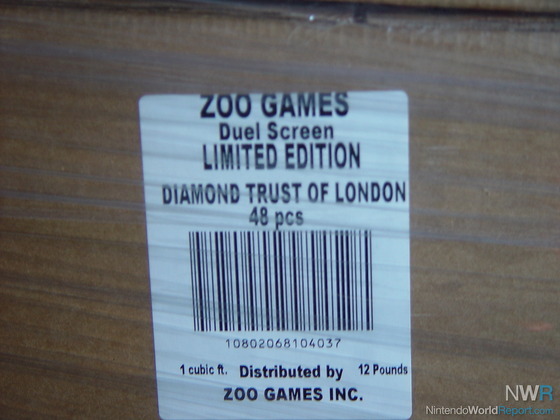 ZOO GAMES
Duel Screen
LIMITED EDITION
DIAMOND TRUST OF LONDON
48 pcs
10802068104037
1 cubic ft. Distributed by 12 Pounds
ZOO GAMES INC.
NWR
NintendoWorldReport.com